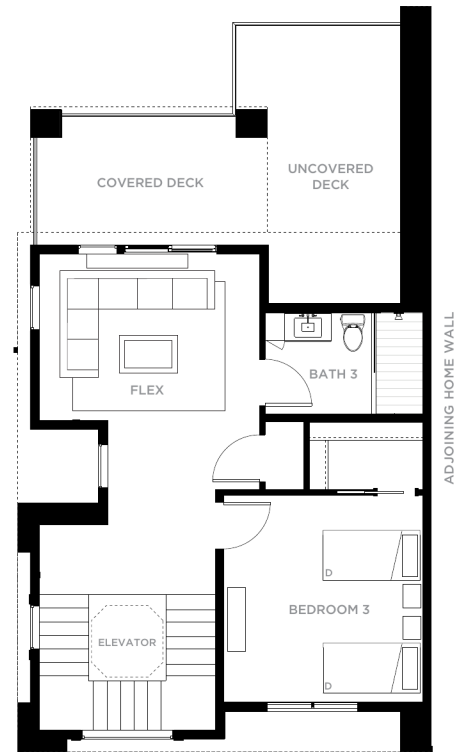 UNCOVERED
DECK
COVERED DECK
ADJOINING HOME WALL
BATH 3
FLEX
D
BEDROOM 3
ELEVATOR
D